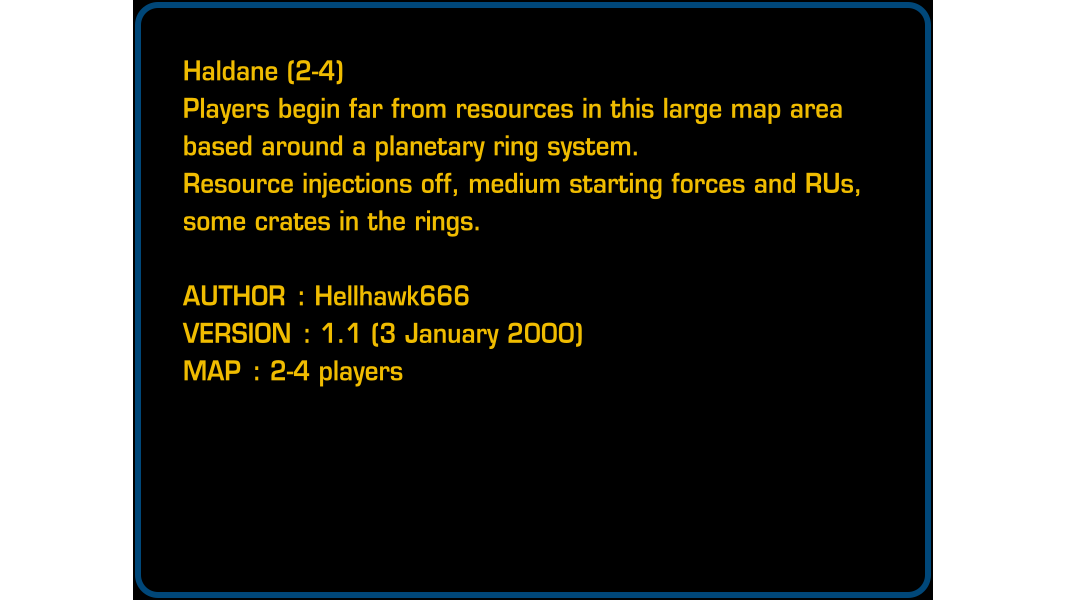 Haldane (2-4)
Players begin far from resources in this large map area
based around a planetary ring system.
Resource injections off, medium starting forces and RUs,
some crates in the rings.
AUTHOR : Hellhawk666
VERSION : 1.1 (3 January 2000)
MAP : 2-4 players